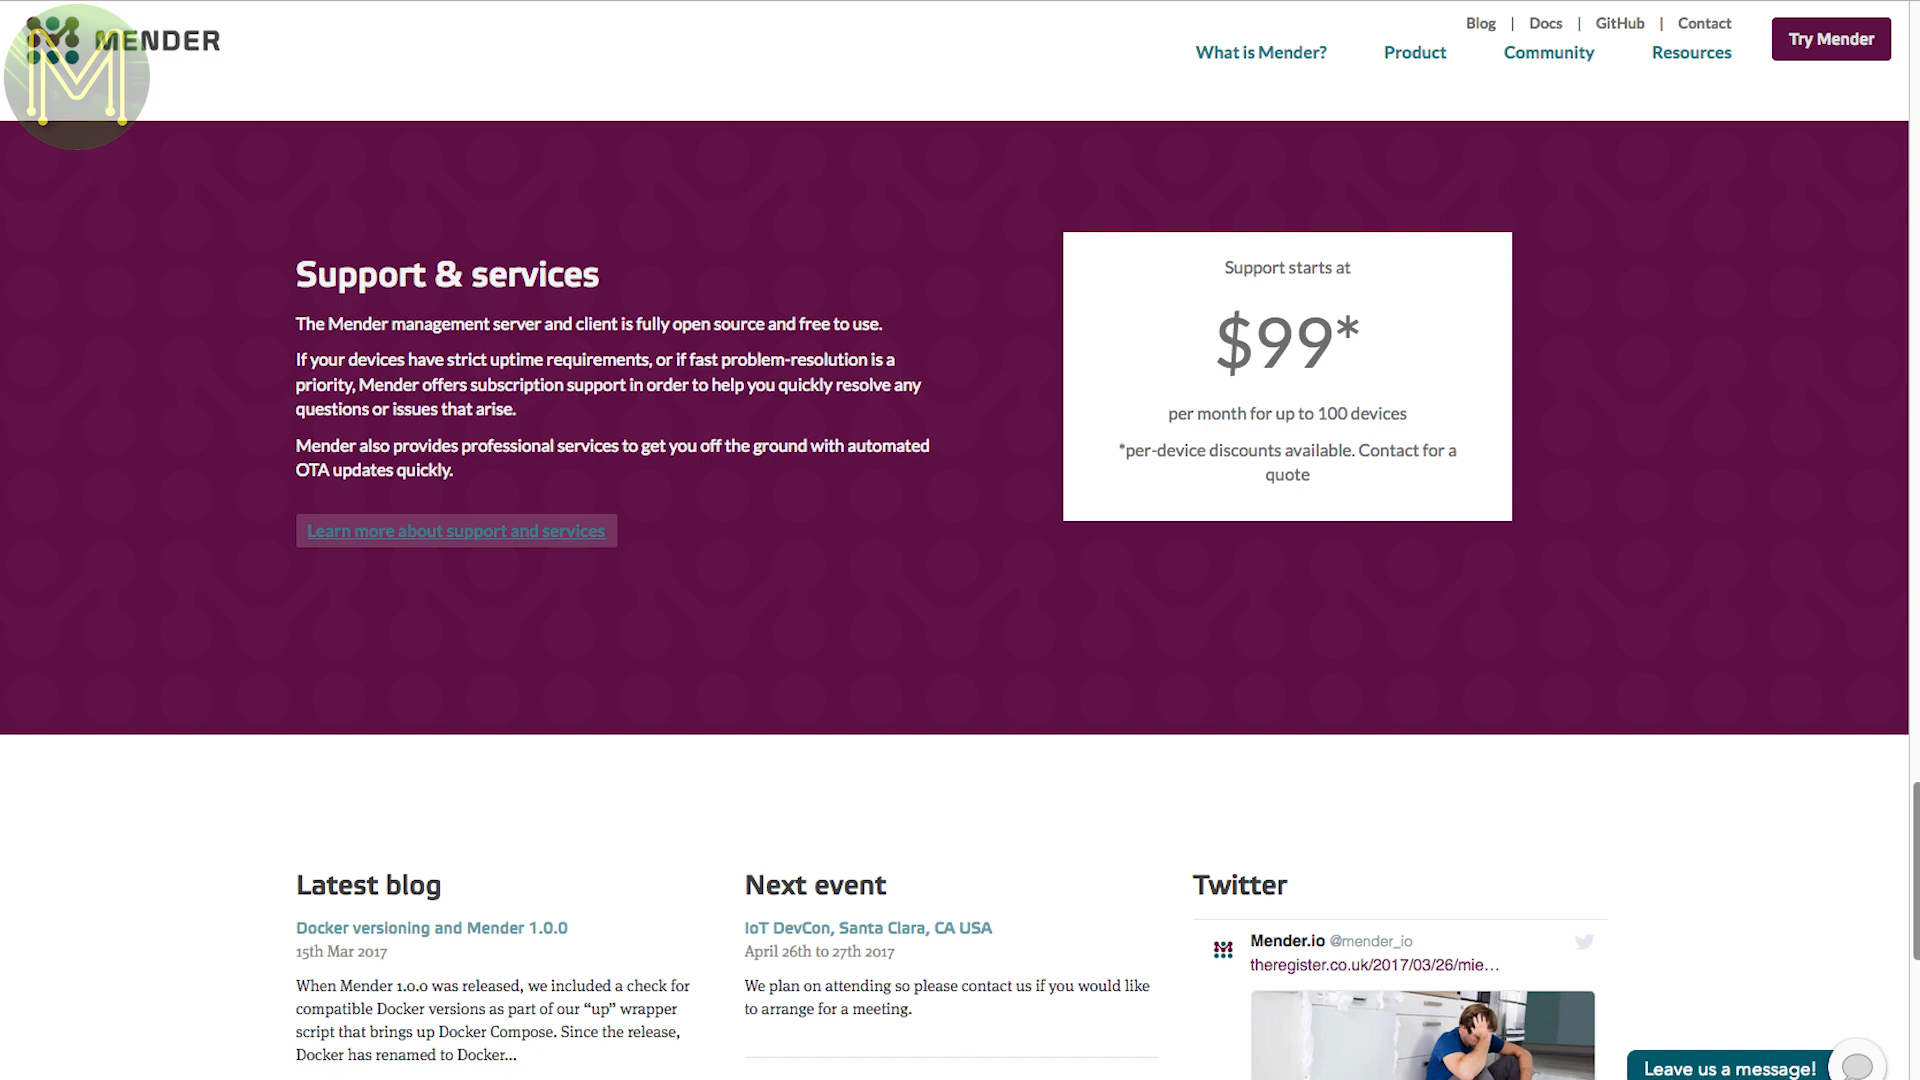 MENDER
Blog | Docs | GitHub | Contact
What is Mender? Product Community Resources
Try Mender
Support & services
The Mender management server and client is fully open source and free to use.
If your devices have strict uptime requirements, or if fast problem-resolution is a
priority, Mender offers subscription support in order to help you quickly resolve any
questions or issues that arise.
Mender also provides professional services to get you off the ground with automated
OTA updates quickly.
Learn more about support and services
Support starts at
$99*
per month for up to 100 devices
*per-device discounts available. Contact for a
quote
Latest blog
Docker versioning and Mender 1.0.0
15th Mar 2017
When Mender 1.0.0 was released, we included a check for
compatible Docker versions as part of our “up” wrapper
script that brings up Docker Compose. Since the release,
Docker has renamed to Docker...
Next event
IoT DevCon, Santa Clara, CA USA
April 26th to 27th 2017
We plan on attending so please contact us if you would like
to arrange for a meeting.
Twitter
Mender.io @mender_io
theregister.co.uk/2017/03/26/mie…
Leave us a message!